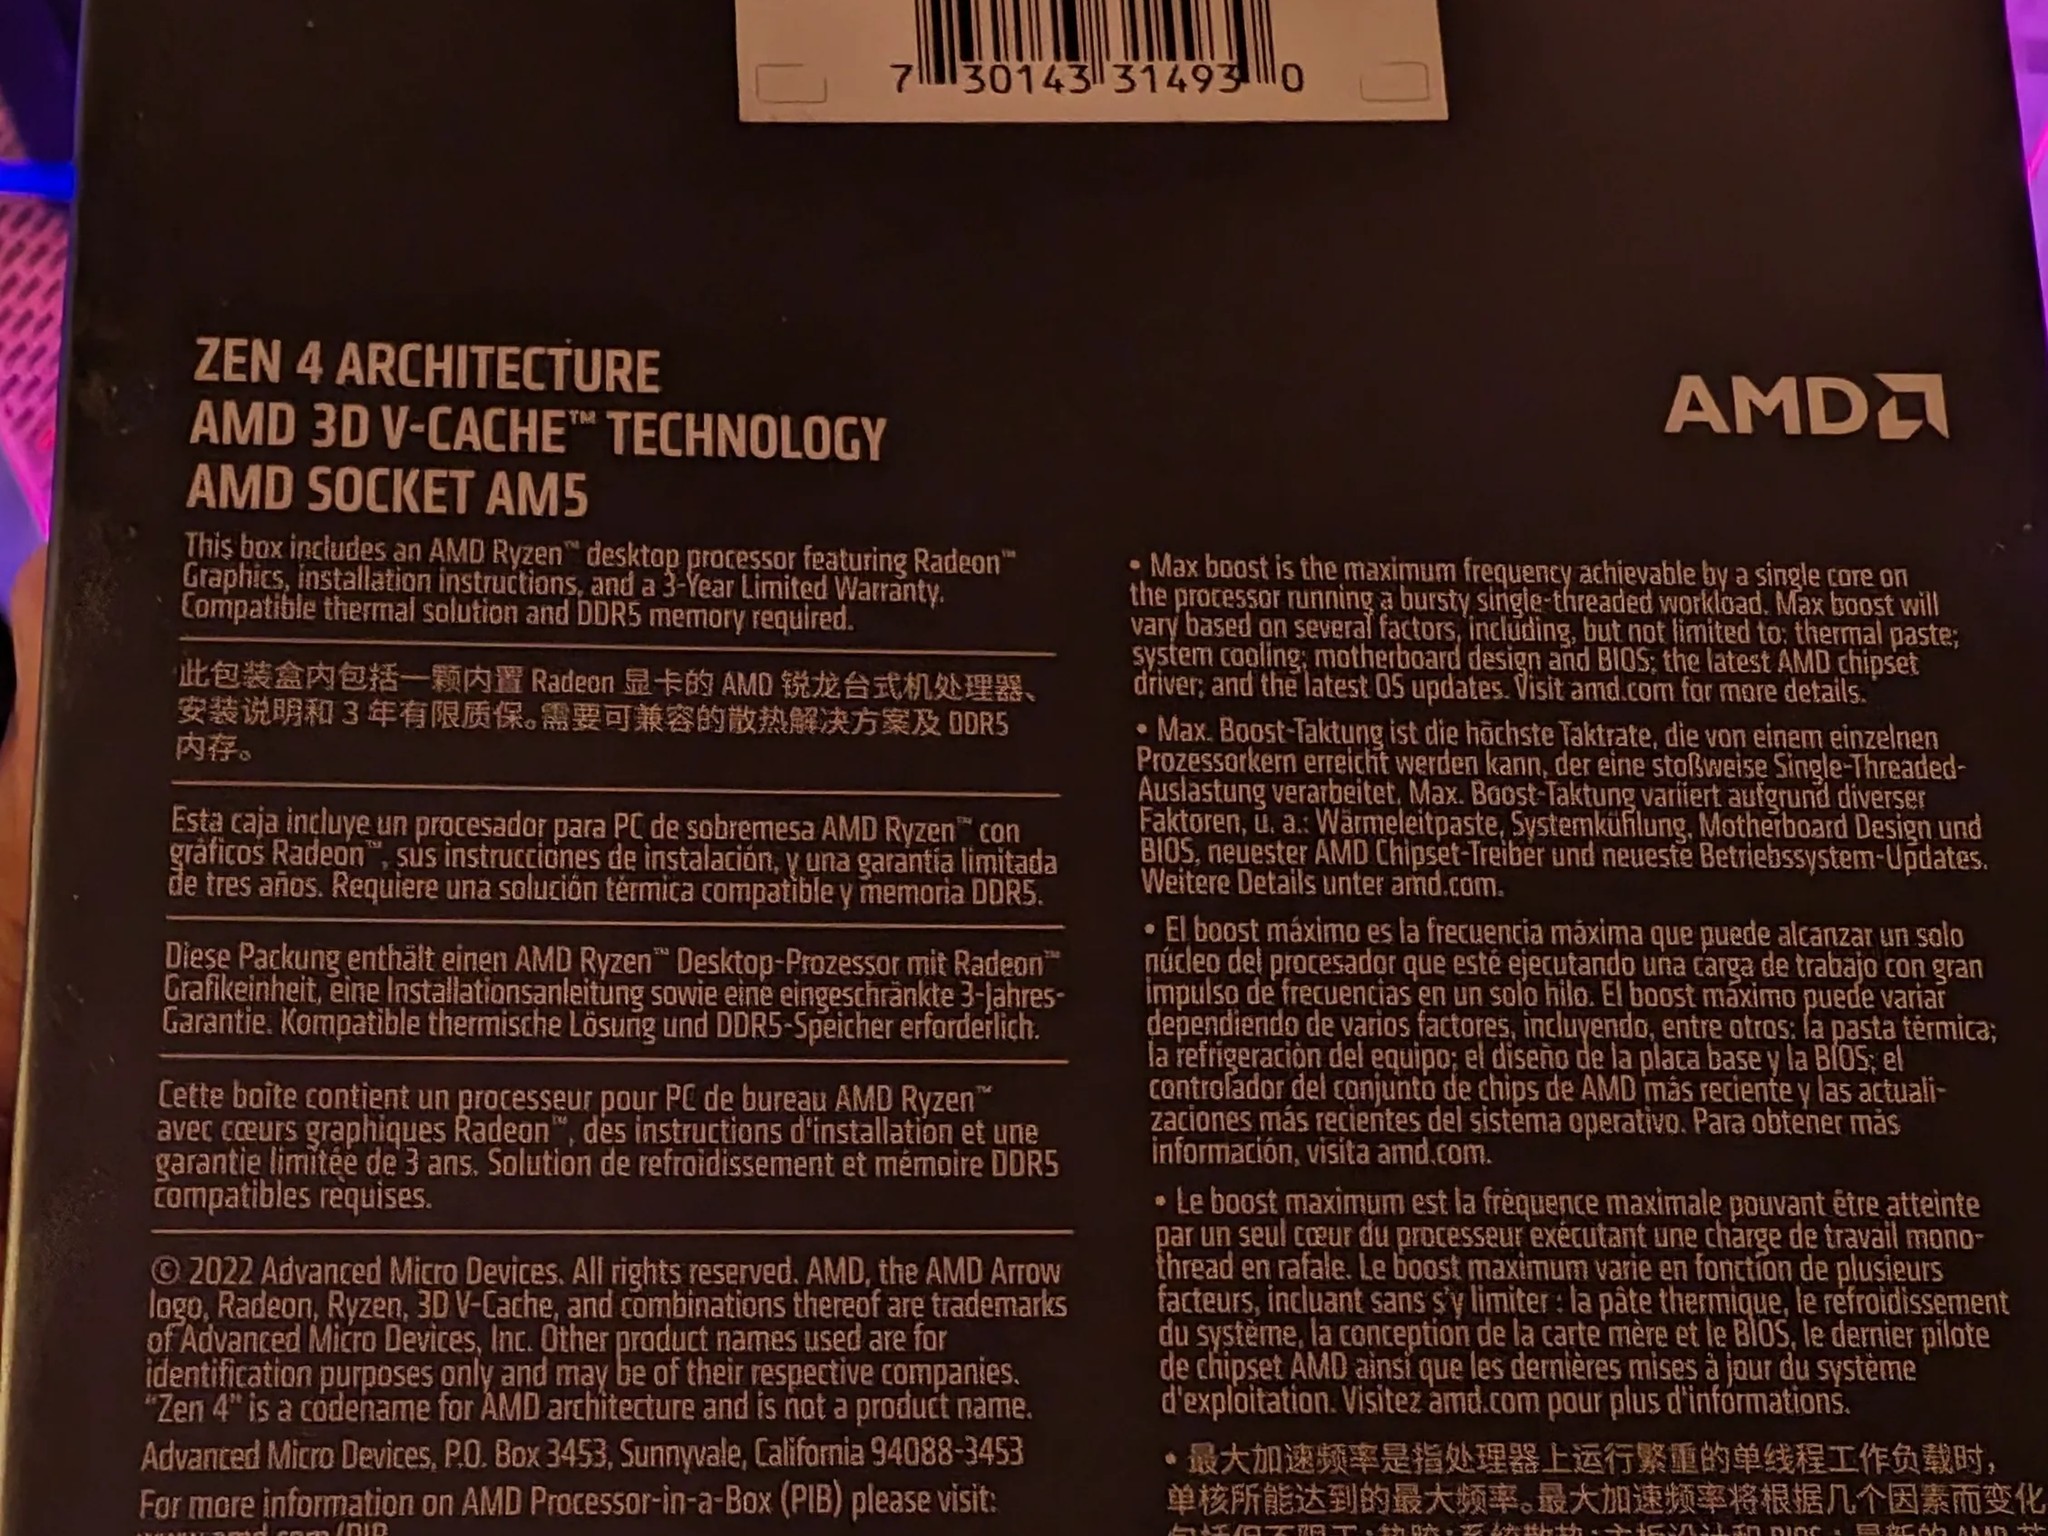 7 30143 31493 0
ZEN 4 ARCHITECTURE
AMD 3D V-CACHE™ TECHNOLOGY
AMD SOCKET AM5
This box includes an AMD Ryzen™ desktop processor featuring Radeon™
Graphics, installation instructions, and a 3-Year Limited Warranty.
Compatible thermal solution and DDR5 memory required.
此包装盒内包括一颗内置 Radeon 显卡的 AMD 锐龙台式机处理器、
安装说明和 3 年有限质保。需要可兼容的散热解决方案及 DDR5
内存。
Esta caja incluye un procesador para PC de sobremesa AMD Ryzen™ con
gráficos Radeon™, sus instrucciones de instalación, y una garantía limitada
de tres años. Requiere una solución térmica compatible y memoria DDR5.
Diese Packung enthält einen AMD Ryzen™ Desktop-Prozessor mit Radeon™
Grafikeinheit, eine Installationsanleitung sowie eine eingeschränkte 3-Jahres-
Garantie. Kompatible thermische Lösung und DDR5-Speicher erforderlich.
Cette boîte contient un processeur pour PC de bureau AMD Ryzen™
avec cœurs graphiques Radeon™, des instructions d'installation et une
garantie limitée de 3 ans. Solution de refroidissement et mémoire DDR5
compatibles requises.
© 2022 Advanced Micro Devices. All rights reserved. AMD, the AMD Arrow
logo, Radeon, Ryzen, 3D V-Cache, and combinations thereof are trademarks
of Advanced Micro Devices, Inc. Other product names used are for
identification purposes only and may be of their respective companies.
"Zen 4" is a codename for AMD architecture and is not a product name.
Advanced Micro Devices, P.O. Box 3453, Sunnyvale, California 94088-3453
For more information on AMD Processor-in-a-Box (PIB) please visit:
www.amd.com/PIB
AMD
• Max boost is the maximum frequency achievable by a single core on
the processor running a bursty single-threaded workload. Max boost will
vary based on several factors, including, but not limited to: thermal paste;
system cooling; motherboard design and BIOS; the latest AMD chipset
driver; and the latest OS updates. Visit amd.com for more details.
• Max. Boost-Taktung ist die höchste Taktrate, die von einem einzelnen
Prozessorkern erreicht werden kann, der eine stoßweise Single-Threaded-
Auslastung verarbeitet. Max. Boost-Taktung variiert aufgrund diverser
Faktoren, u. a.: Wärmeleitpaste, Systemkühlung, Motherboard Design und
BIOS, neuester AMD Chipset-Treiber und neueste Betriebssystem-Updates.
Weitere Details unter amd.com.
• El boost máximo es la frecuencia máxima que puede alcanzar un solo
núcleo del procesador que esté ejecutando una carga de trabajo con gran
impulso de frecuencias en un solo hilo. El boost máximo puede variar
dependiendo de varios factores, incluyendo, entre otros: la pasta térmica;
la refrigeración del equipo; el diseño de la placa base y la BIOS; el
controlador del conjunto de chips de AMD más reciente y las actuali-
zaciones más recientes del sistema operativo. Para obtener más
información, visita amd.com.
• Le boost maximum est la fréquence maximale pouvant être atteinte
par un seul cœur du processeur exécutant une charge de travail mono-
thread en rafale. Le boost maximum varie en fonction de plusieurs
facteurs, incluant sans s'y limiter : la pâte thermique, le refroidissement
du système, la conception de la carte mère et le BIOS, le dernier pilote
de chipset AMD ainsi que les dernières mises à jour du système
d'exploitation. Visitez amd.com pour plus d'informations.
• 最大加速频率是指处理器上运行繁重的单线程工作负载时，
单核所能达到的最大频率。最大加速频率将根据几个因素而变化